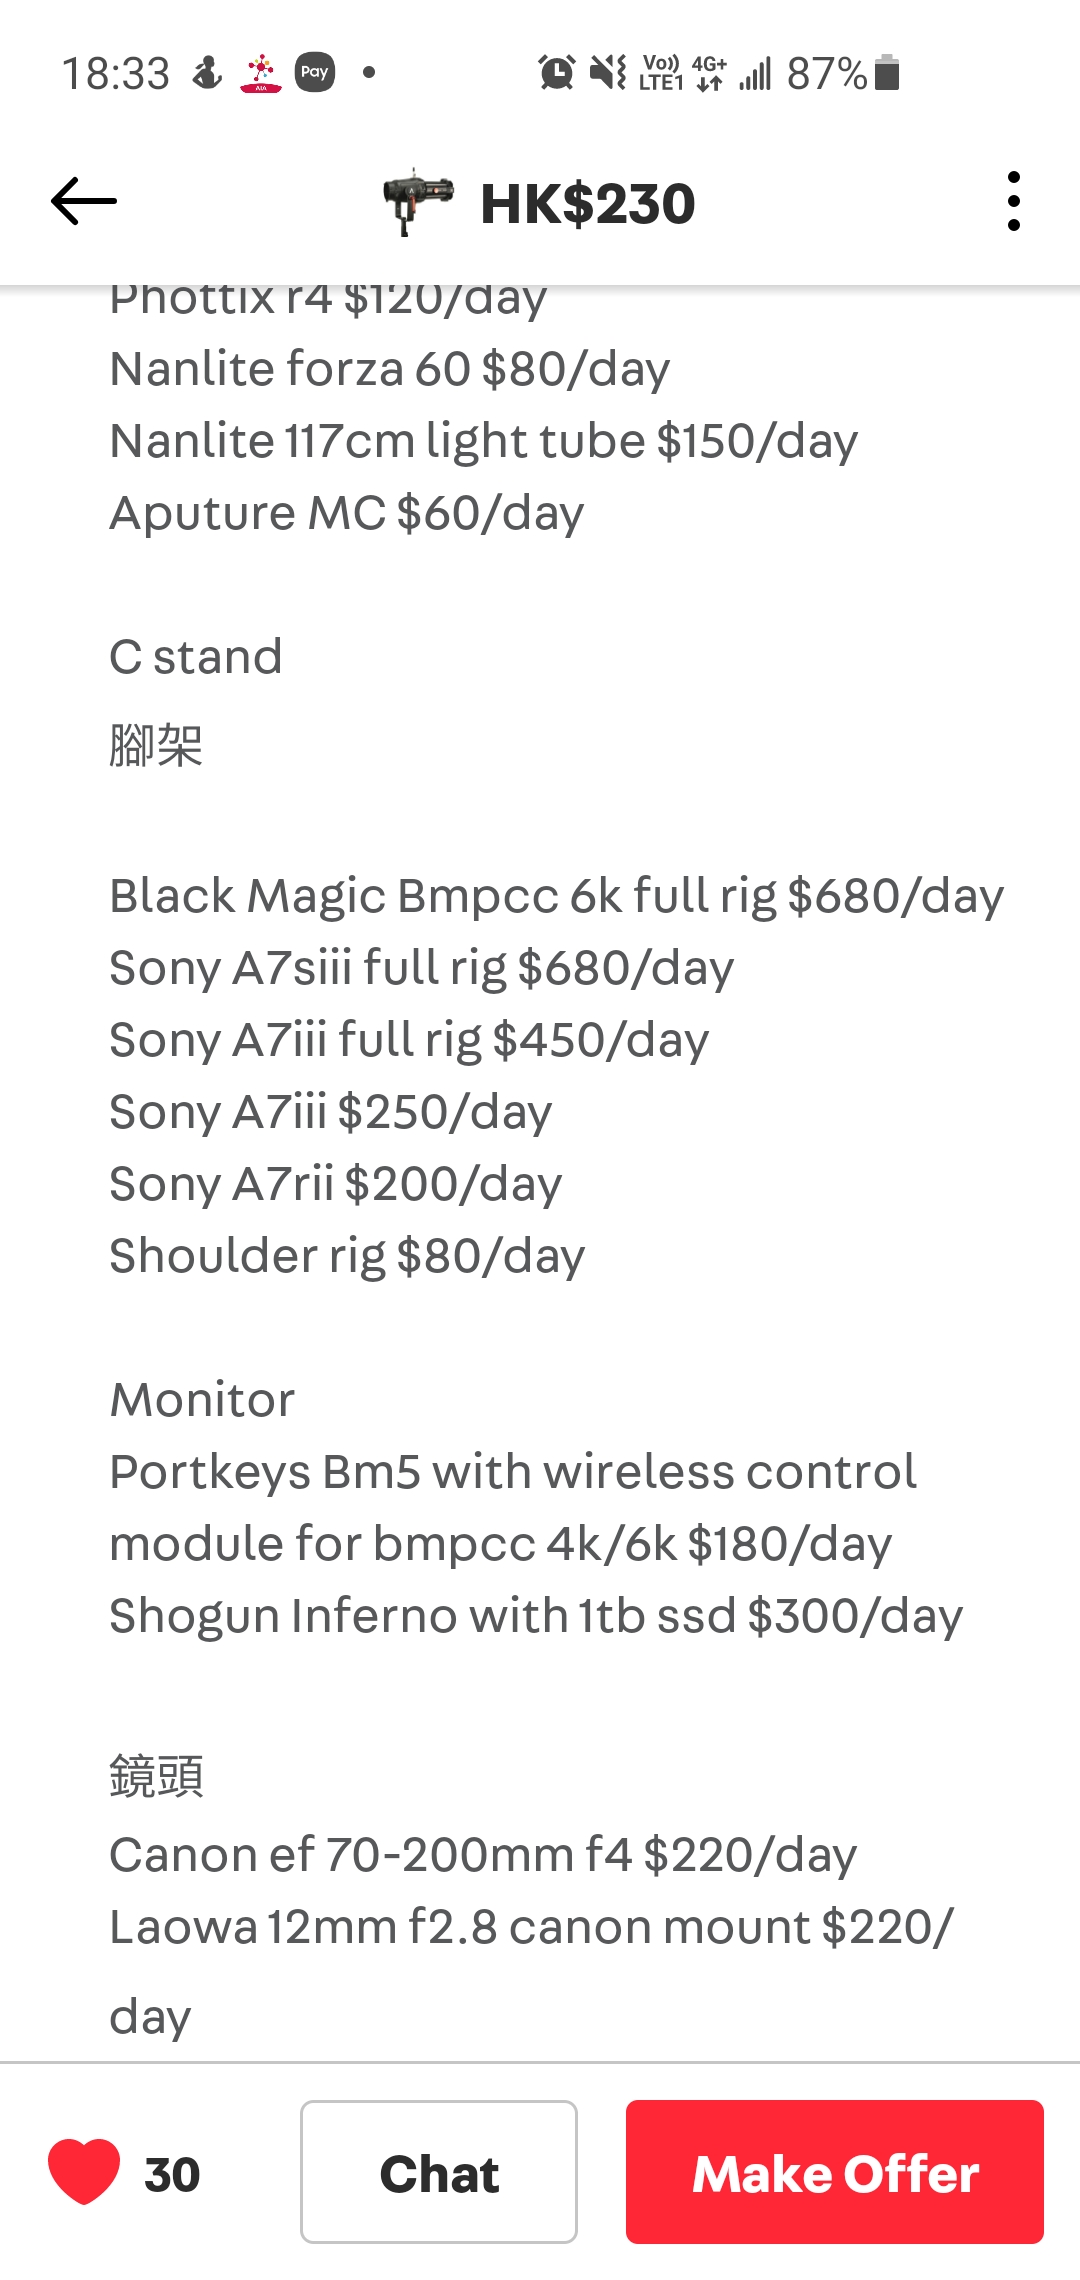 18:33 AIA Pay Vo)) LTE1 4G+ 87%
HK$230
Phottix r4 $120/day
Nanlite forza 60 $80/day
Nanlite 117cm light tube $150/day
Aputure MC $60/day
C stand
腳架
Black Magic Bmpcc 6k full rig $680/day
Sony A7siii full rig $680/day
Sony A7iii full rig $450/day
Sony A7iii $250/day
Sony A7rii $200/day
Shoulder rig $80/day
Monitor
Portkeys Bm5 with wireless control
module for bmpcc 4k/6k $180/day
Shogun Inferno with 1tb ssd $300/day
鏡頭
Canon ef 70-200mm f4 $220/day
Laowa 12mm f2.8 canon mount $220/
day
30 Chat Make Offer